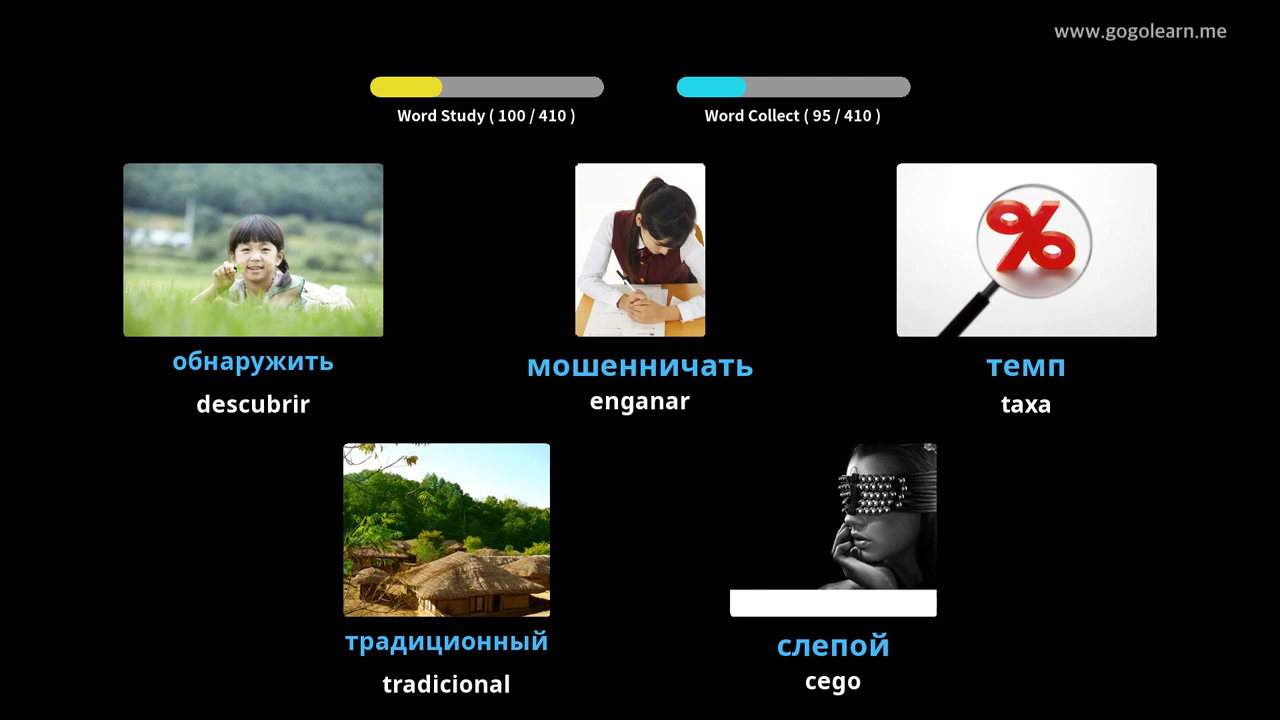 www.gogolearn.me
Word Study ( 100 / 410 )
Word Collect ( 95 / 410 )
%
обнаружить
descubrir
мошенничать
enganar
темп
taxa
традиционный
tradicional
слепой
cego